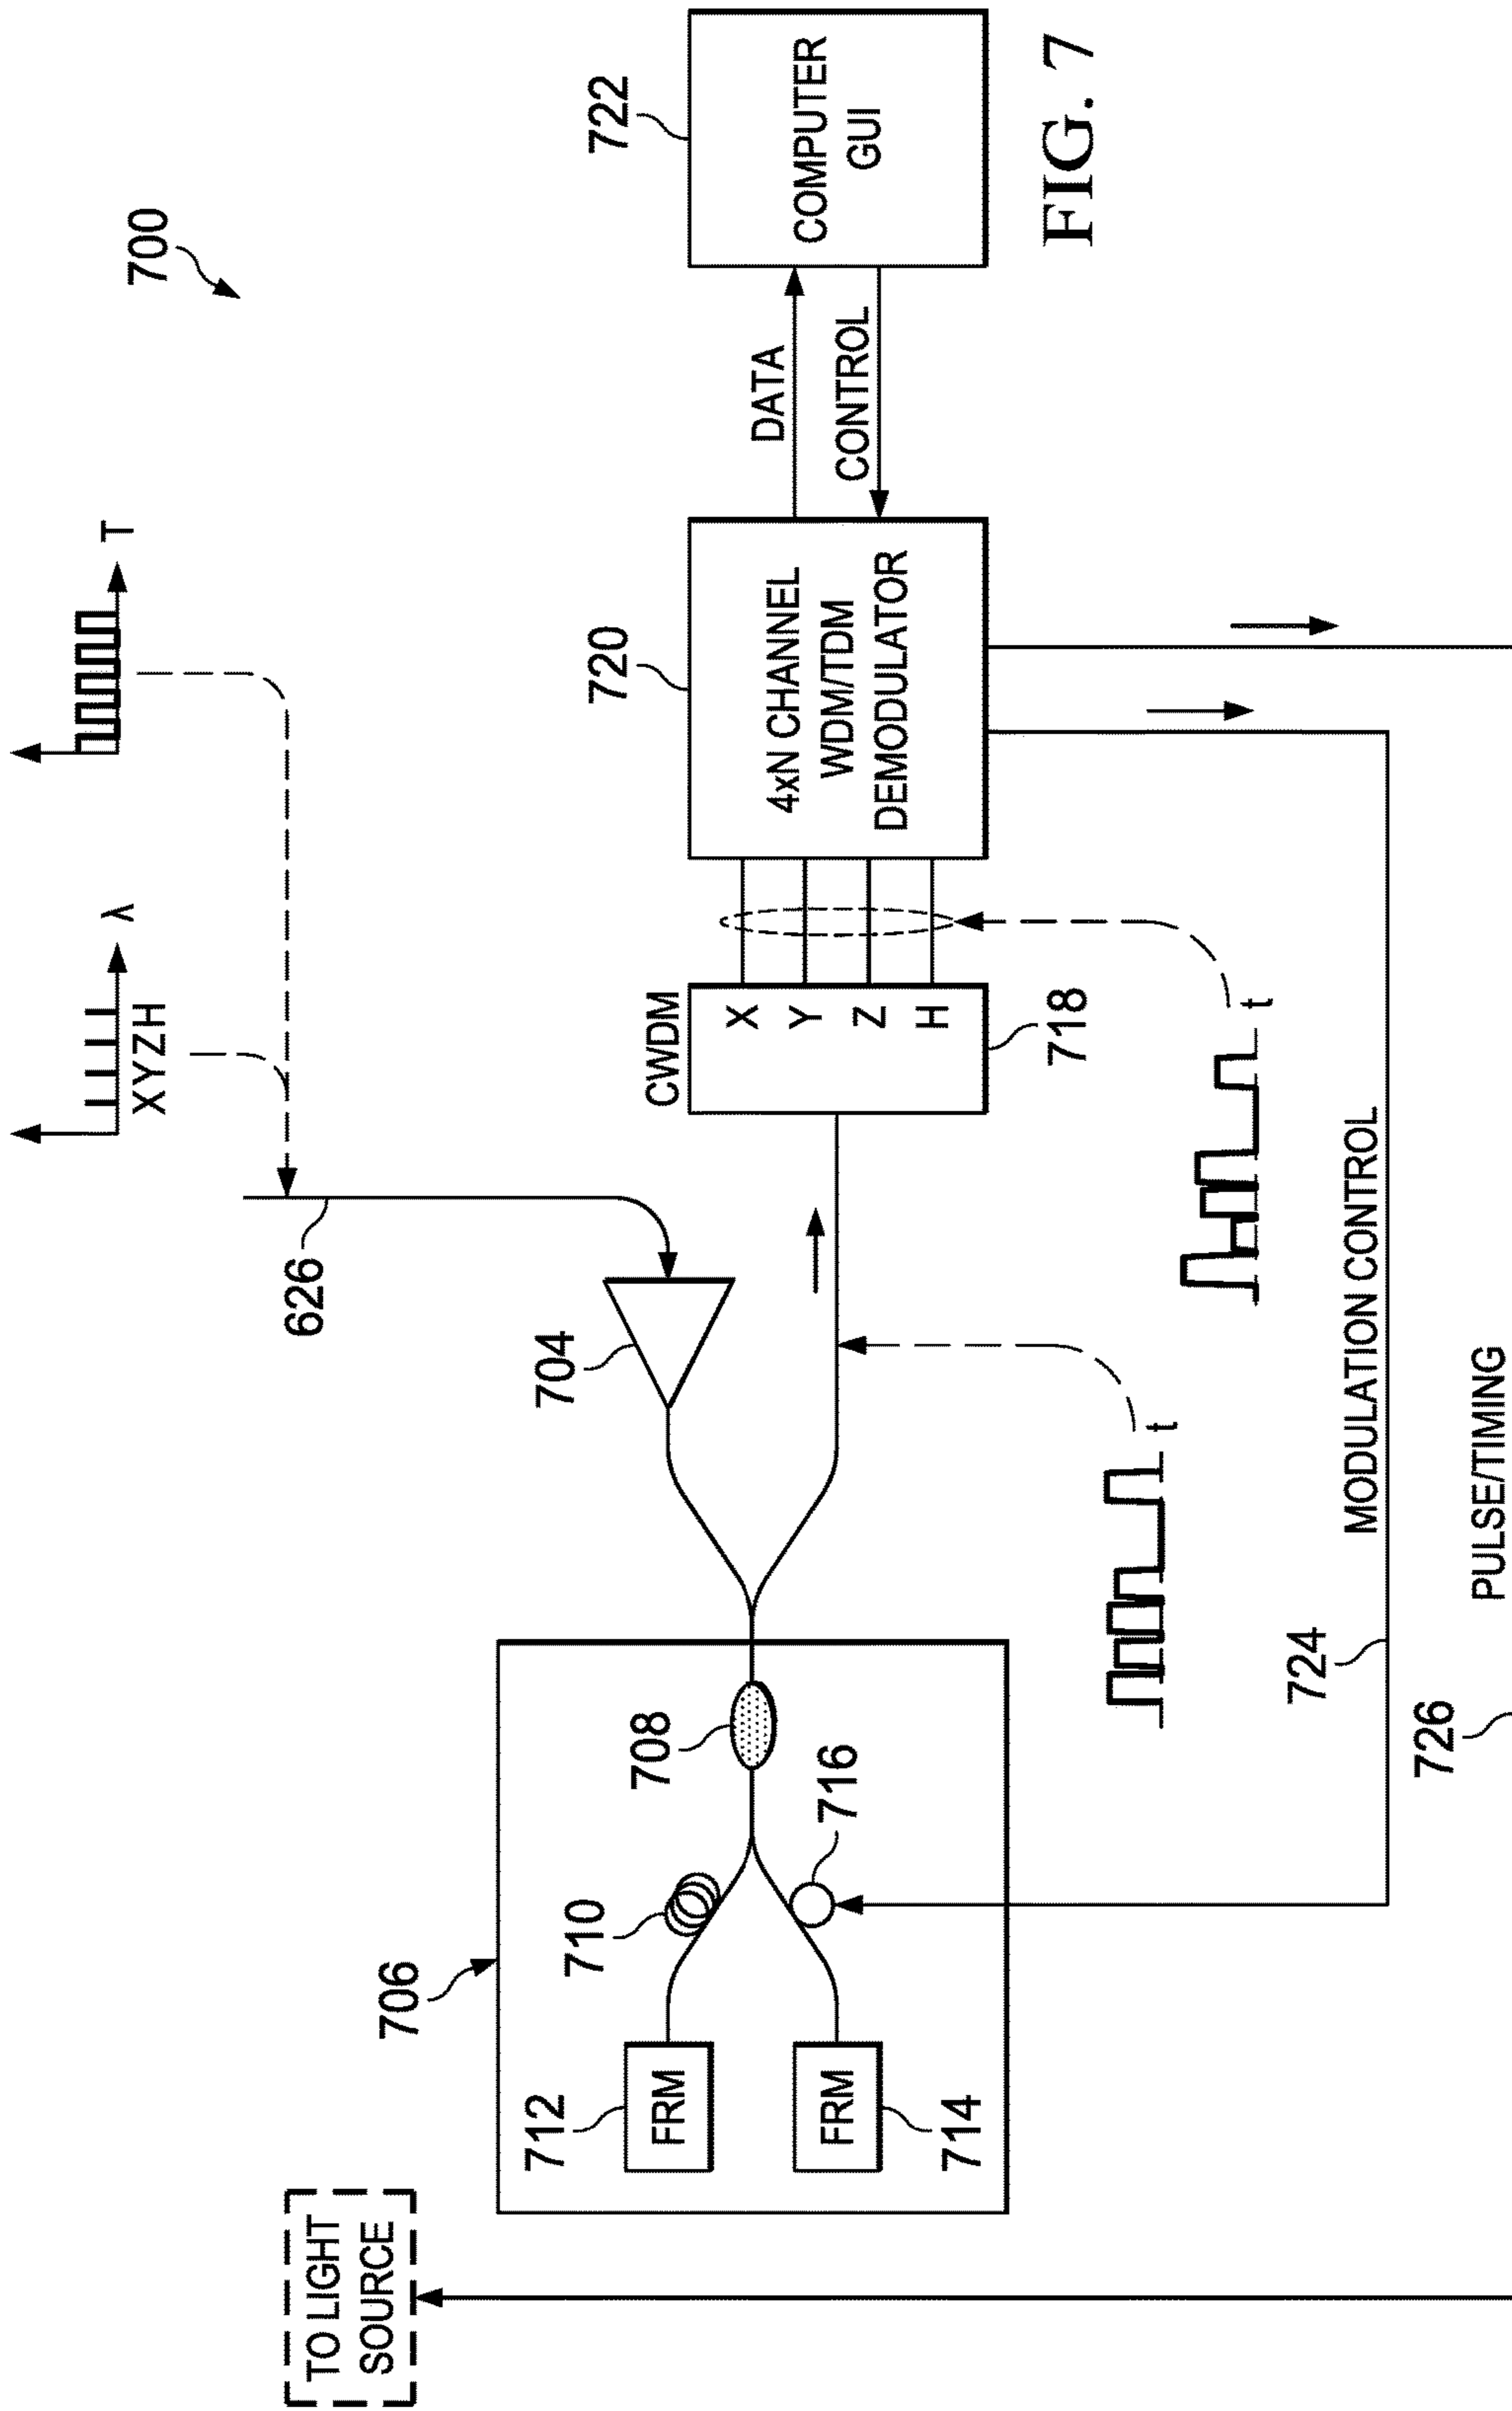 700
λ
X Y Z H
T
626
704
706
708
710
712
FRM
714
FRM
716
TO LIGHT
SOURCE
CWDM
X
Y
Z
H
718
720
4xN CHANNEL
WDM/TDM
DEMODULATOR
DATA
CONTROL
722
COMPUTER
GUI
t
t
724
MODULATION CONTROL
726
PULSE/TIMING
FIG. 7